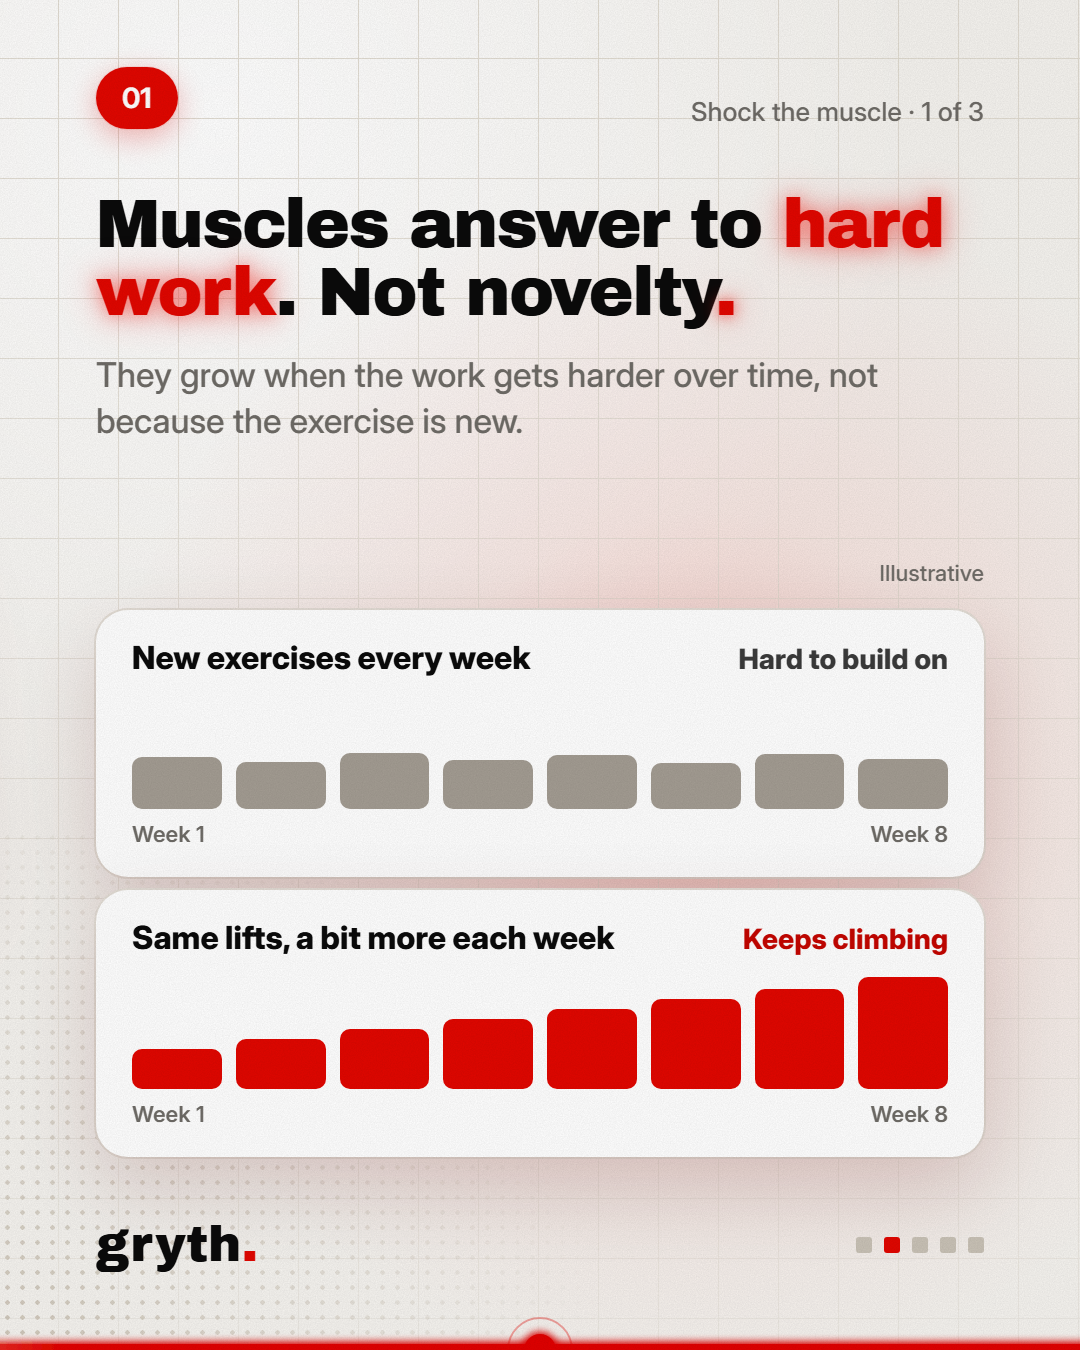 01
Shock the muscle · 1 of 3
Muscles answer to hard
work. Not novelty.
They grow when the work gets harder over time, not
because the exercise is new.
Illustrative
New exercises every week
Hard to build on
Week 1
Week 8
Same lifts, a bit more each week
Keeps climbing
Week 1
Week 8
gryth.